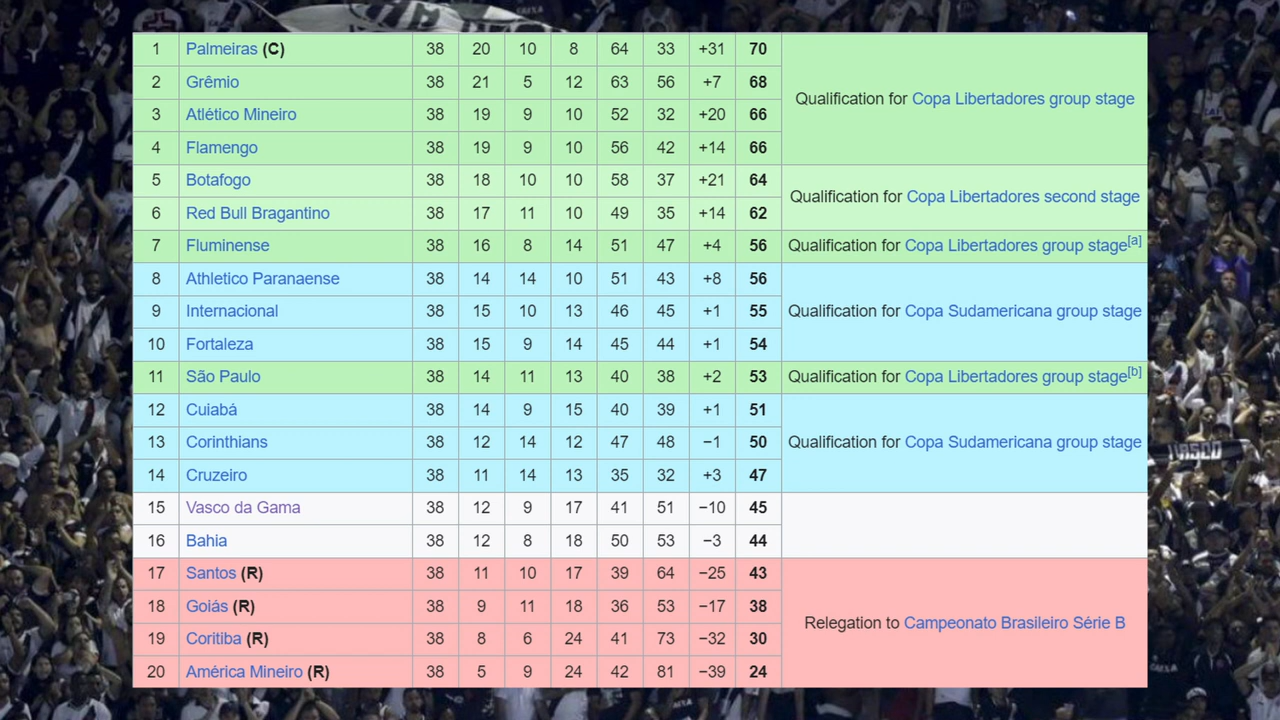 1 Palmeiras (C) 38 20 10 8 64 33 +31 70
2 Grêmio 38 21 5 12 63 56 +7 68
Qualification for Copa Libertadores group stage
3 Atlético Mineiro 38 19 9 10 52 32 +20 66
4 Flamengo 38 19 9 10 56 42 +14 66
5 Botafogo 38 18 10 10 58 37 +21 64
Qualification for Copa Libertadores second stage
6 Red Bull Bragantino 38 17 11 10 49 35 +14 62
7 Fluminense 38 16 8 14 51 47 +4 56 Qualification for Copa Libertadores group stage[a]
8 Athletico Paranaense 38 14 14 10 51 43 +8 56
9 Internacional 38 15 10 13 46 45 +1 55 Qualification for Copa Sudamericana group stage
10 Fortaleza 38 15 9 14 45 44 +1 54
11 São Paulo 38 14 11 13 40 38 +2 53 Qualification for Copa Libertadores group stage[b]
12 Cuiabá 38 14 9 15 40 39 +1 51
13 Corinthians 38 12 14 12 47 48 −1 50 Qualification for Copa Sudamericana group stage
14 Cruzeiro 38 11 14 13 35 32 +3 47
15 Vasco da Gama 38 12 9 17 41 51 −10 45
16 Bahia 38 12 8 18 50 53 −3 44
17 Santos (R) 38 11 10 17 39 64 −25 43
18 Goiás (R) 38 9 11 18 36 53 −17 38
Relegation to Campeonato Brasileiro Série B
19 Coritiba (R) 38 8 6 24 41 73 −32 30
20 América Mineiro (R) 38 5 9 24 42 81 −39 24
VASCO